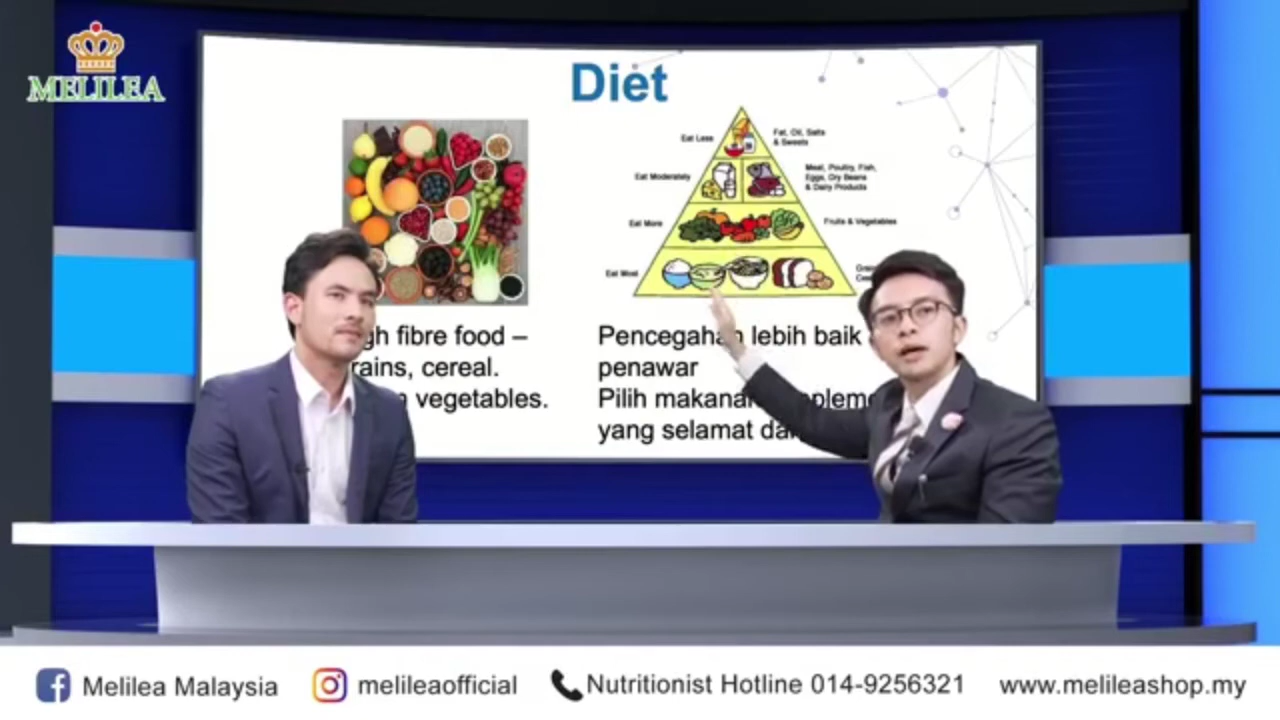 MELILEA
Diet
Eat Less
Fat, Oil, Salts
& Sweets
Eat Moderately
Meat, Poultry, Fish,
Eggs, Dry Beans
& Dairy Products
Eat More
Fruits & Vegetables
Eat Most
gh fibre food –
rains, cereal.
vegetables.
Pencegahan lebih baik
penawar
Pilih makanan
yang selamat
Melilea Malaysia
melileaofficial
Nutritionist Hotline 014-9256321
www.melileashop.my